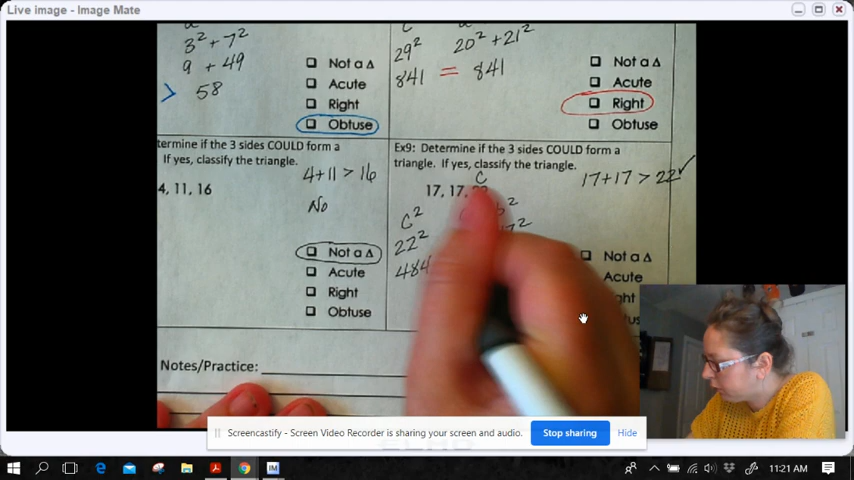 Live image - Image Mate
3² + 7²
9 + 49
> 58
Not a Δ
Acute
Right
Obtuse
29² 20² + 21²
841 = 841
Not a Δ
Acute
Right
Obtuse
termine if the 3 sides COULD form a
If yes, classify the triangle.
4 + 11 > 16
4, 11, 16
No
Not a Δ
Acute
Right
Obtuse
Ex9: Determine if the 3 sides COULD form a
triangle. If yes, classify the triangle.
C
17, 17,
17 + 17 > 22 ✓
C²
22²
484
Not a Δ
Acute
Notes/Practice:
Screencastify - Screen Video Recorder is sharing your screen and audio.
Stop sharing
Hide
11:21 AM